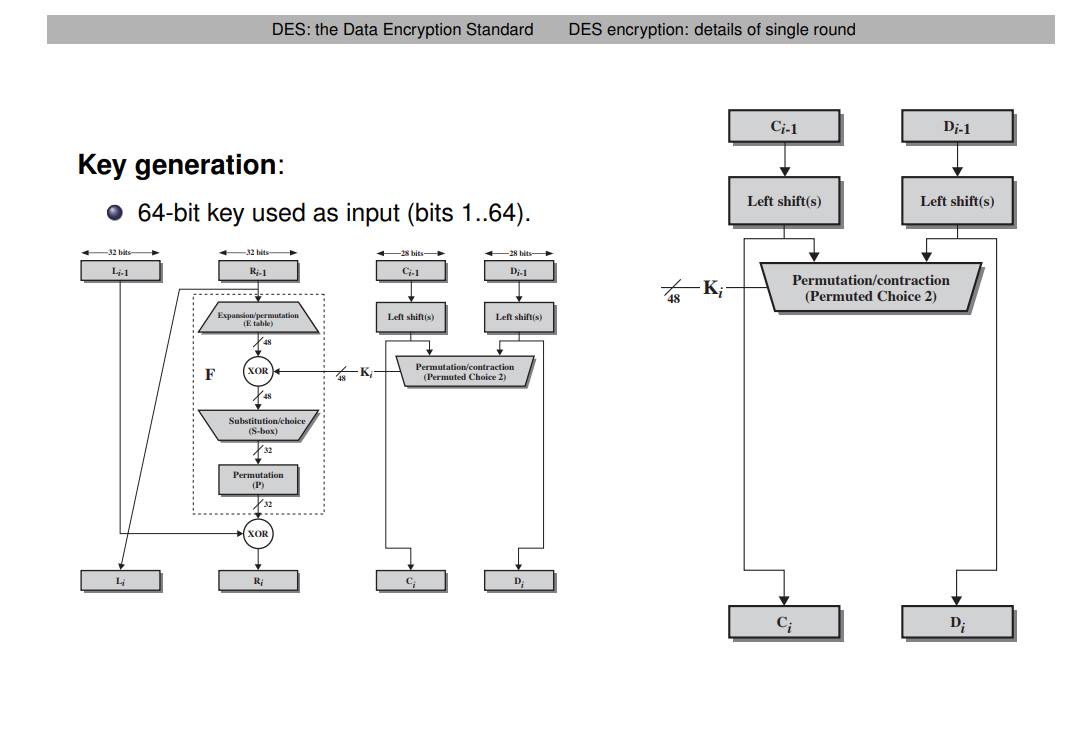 DES: the Data Encryption Standard DES encryption: details of single round
Key generation:
64-bit key used as input (bits 1..64).
32 bits
32 bits
28 bits
28 bits
Li-1
Ri-1
Ci-1
Di-1
Expansion/permutation
(E table)
Left shift(s)
Left shift(s)
48
F
XOR
48
Ki
Permutation/contraction
(Permuted Choice 2)
48
Substitution/choice
(S-box)
32
Permutation
(P)
32
XOR
Li
Ri
Ci
Di
Ci-1
Di-1
Left shift(s)
Left shift(s)
Permutation/contraction
(Permuted Choice 2)
Ki
48
Ci
Di